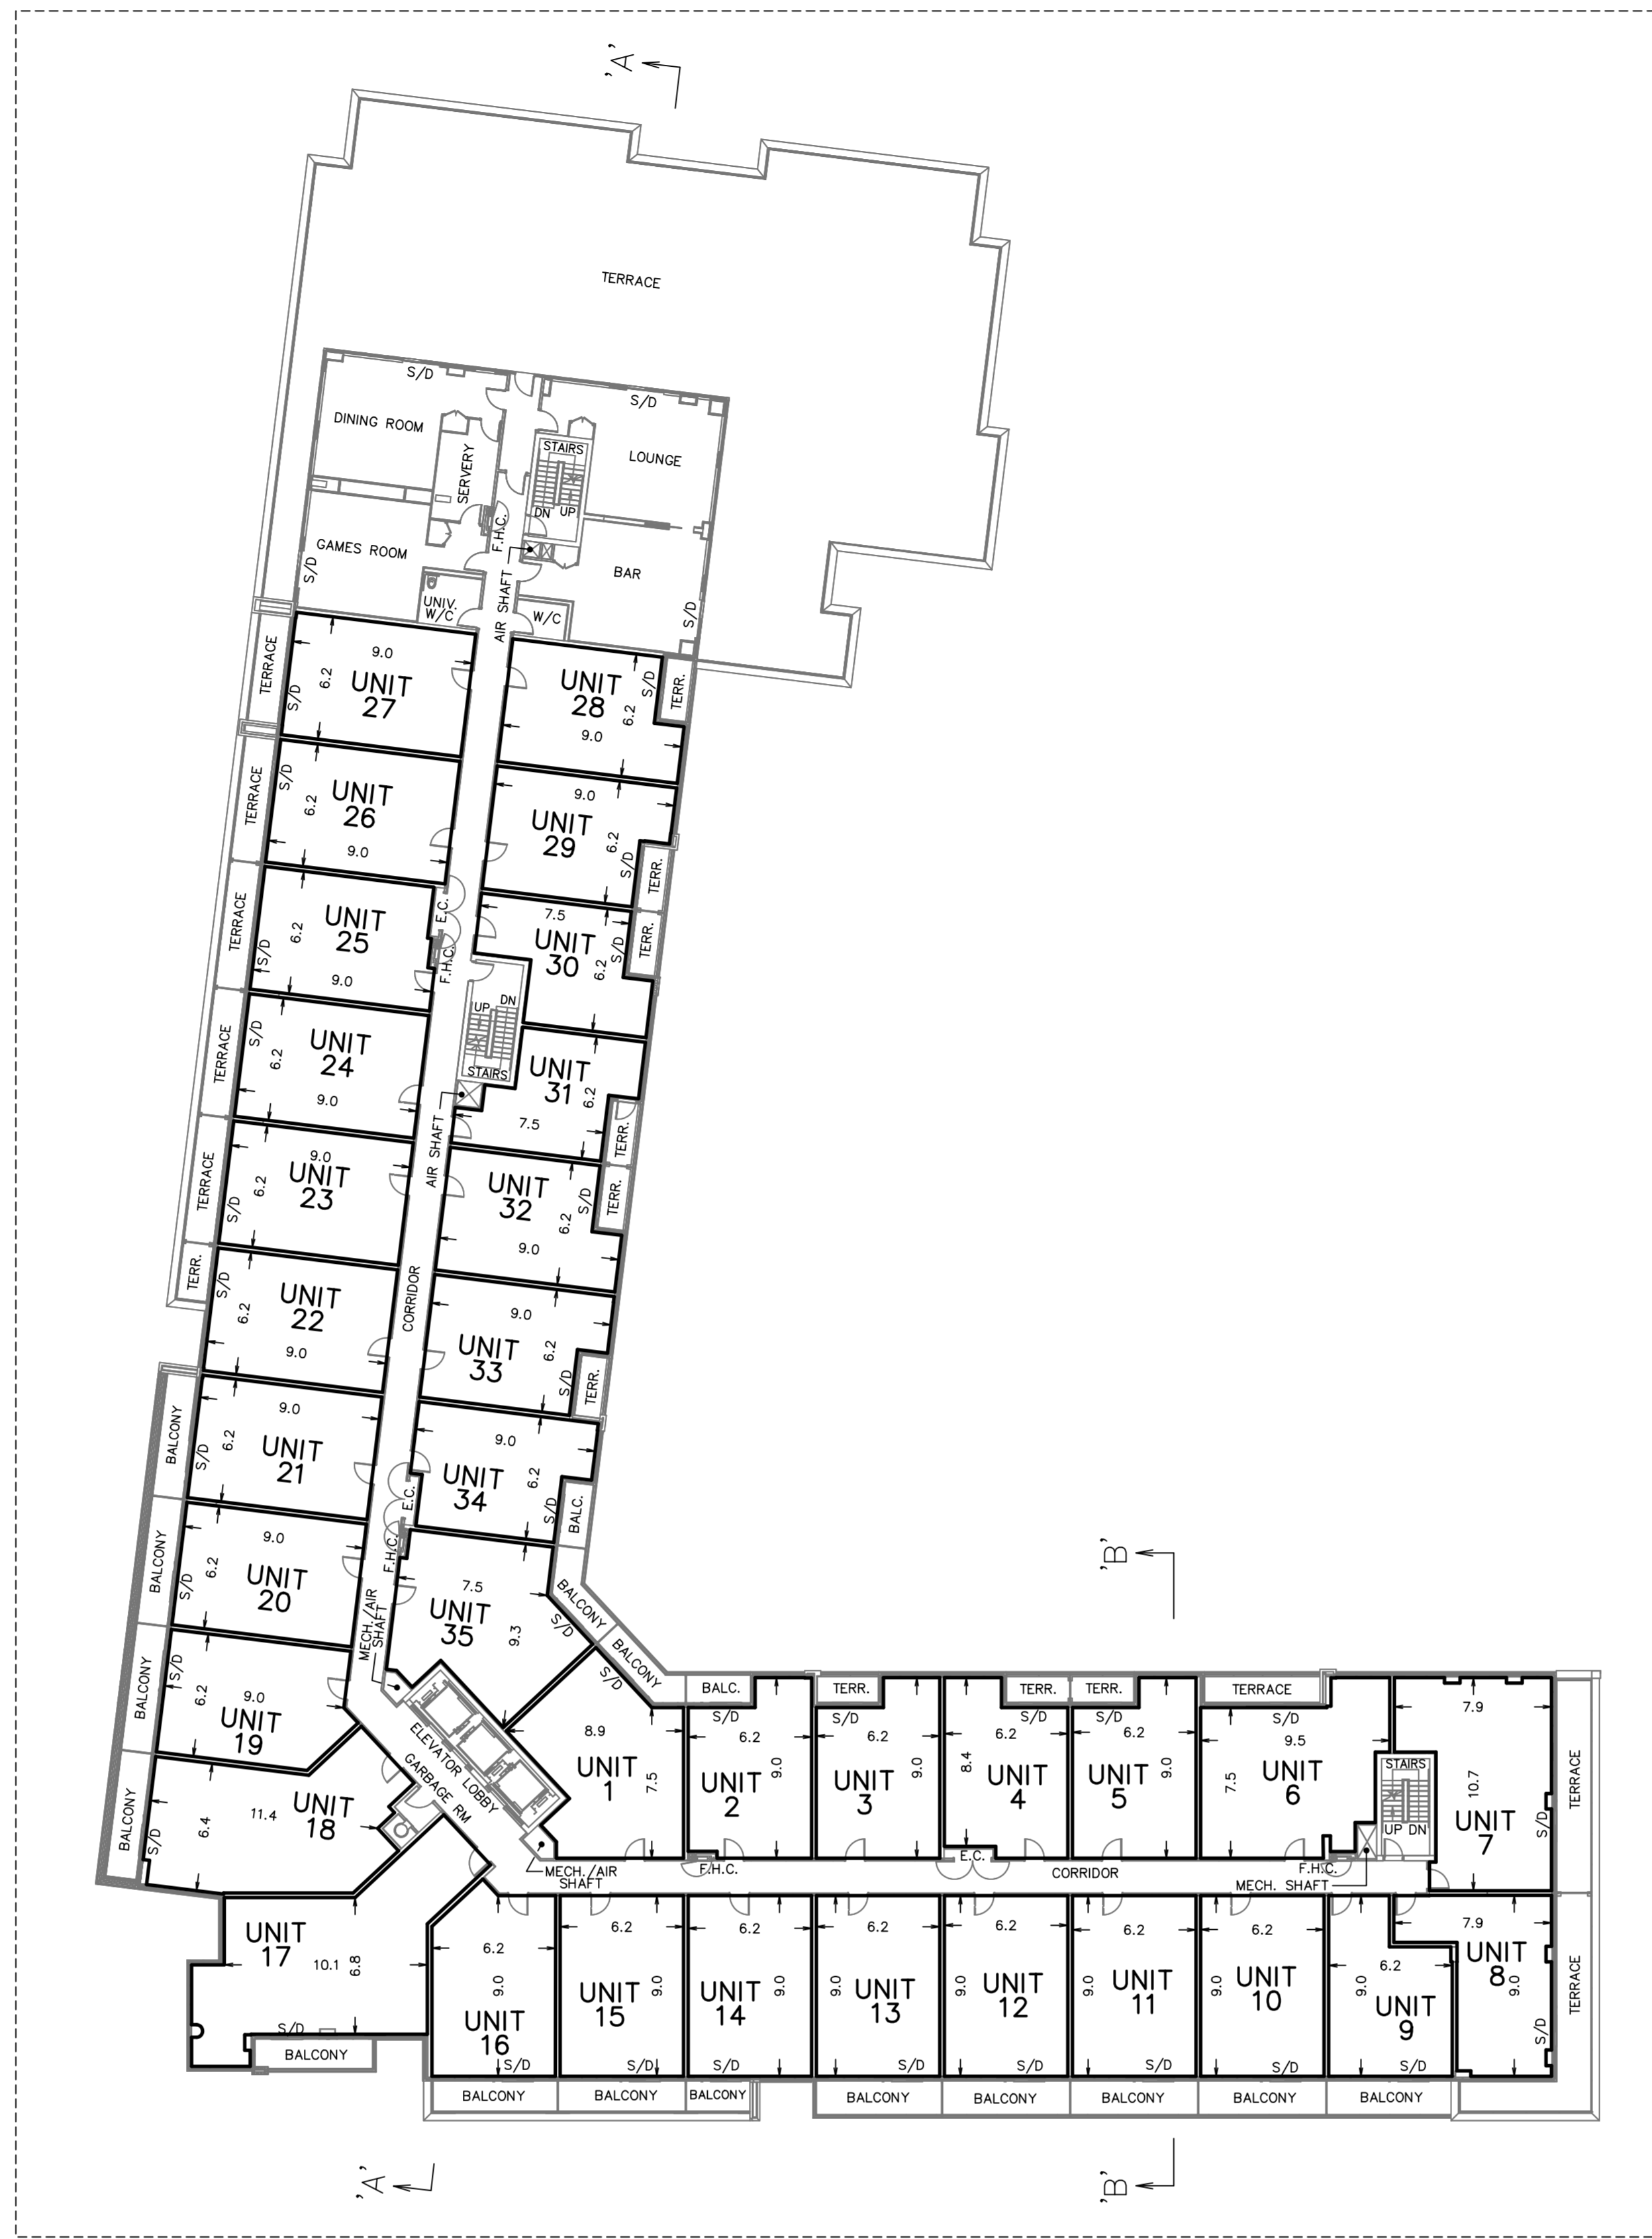 'A'
TERRACE
S/D
S/D
DINING ROOM
SERVERY
STAIRS
LOUNGE
DN UP
F.H.C.
GAMES ROOM
S/D
AIR SHAFT
BAR
UNIV.
W/C
W/C
S/D
TERRACE
9.0
6.2
S/D
UNIT
27
UNIT
28
S/D
TERR.
6.2
9.0
TERRACE
S/D
6.2
UNIT
26
9.0
9.0
UNIT
29
6.2
S/D
TERR.
TERRACE
S/D
6.2
UNIT
25
9.0
E.C.
F.H.C.
7.5
UNIT
30
6.2
S/D
TERR.
TERRACE
S/D
6.2
UNIT
24
9.0
UP DN
STAIRS
AIR SHAFT
UNIT
31
6.2
7.5
TERR.
TERRACE
S/D
6.2
9.0
UNIT
23
UNIT
32
6.2
S/D
9.0
TERR.
TERR.
S/D
6.2
UNIT
22
9.0
CORRIDOR
9.0
UNIT
33
6.2
S/D
TERR.
BALCONY
S/D
6.2
9.0
UNIT
21
9.0
UNIT
34
6.2
S/D
BALC.
E.C.
F.H.C.
BALCONY
S/D
6.2
9.0
UNIT
20
MECH./AIR
SHAFT
7.5
UNIT
35
9.3
S/D
BALCONY
BALCONY
'B'
BALCONY
S/D
6.2
9.0
UNIT
19
ELEVATOR LOBBY
GARBAGE RM
S/D
8.9
UNIT
1
7.5
BALC.
S/D
6.2
UNIT
2
9.0
TERR.
S/D
6.2
UNIT
3
9.0
TERR.
S/D
6.2
8.4
UNIT
4
TERR.
S/D
6.2
UNIT
5
9.0
TERRACE
S/D
9.5
7.5
UNIT
6
STAIRS
UP DN
7.9
10.7
UNIT
7
S/D
TERRACE
BALCONY
S/D
6.4
11.4
UNIT
18
MECH./AIR
SHAFT
F.H.C.
E.C.
CORRIDOR
F.H.C.
MECH. SHAFT
UNIT
17
10.1
6.8
S/D
BALCONY
6.2
9.0
UNIT
16
S/D
6.2
UNIT
15
9.0
S/D
6.2
UNIT
14
9.0
S/D
6.2
9.0
UNIT
13
S/D
6.2
9.0
UNIT
12
S/D
6.2
9.0
UNIT
11
S/D
6.2
9.0
UNIT
10
S/D
6.2
9.0
UNIT
9
S/D
7.9
UNIT
8
9.0
S/D
TERRACE
BALCONY
BALCONY
BALCONY
BALCONY
BALCONY
BALCONY
BALCONY
BALCONY
'A'
'B'